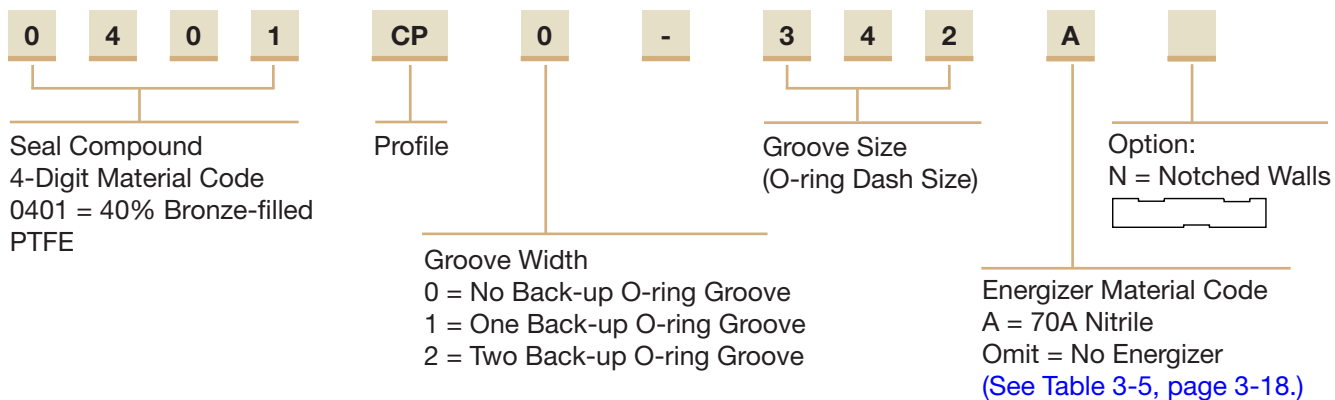 0 4 0 1 CP 0 - 3 4 2 A
Seal Compound
4-Digit Material Code
0401 = 40% Bronze-filled
PTFE
Profile
Groove Width
0 = No Back-up O-ring Groove
1 = One Back-up O-ring Groove
2 = Two Back-up O-ring Groove
Groove Size
(O-ring Dash Size)
Energizer Material Code
A = 70A Nitrile
Omit = No Energizer
(See Table 3-5, page 3-18.)
Option:
N = Notched Walls